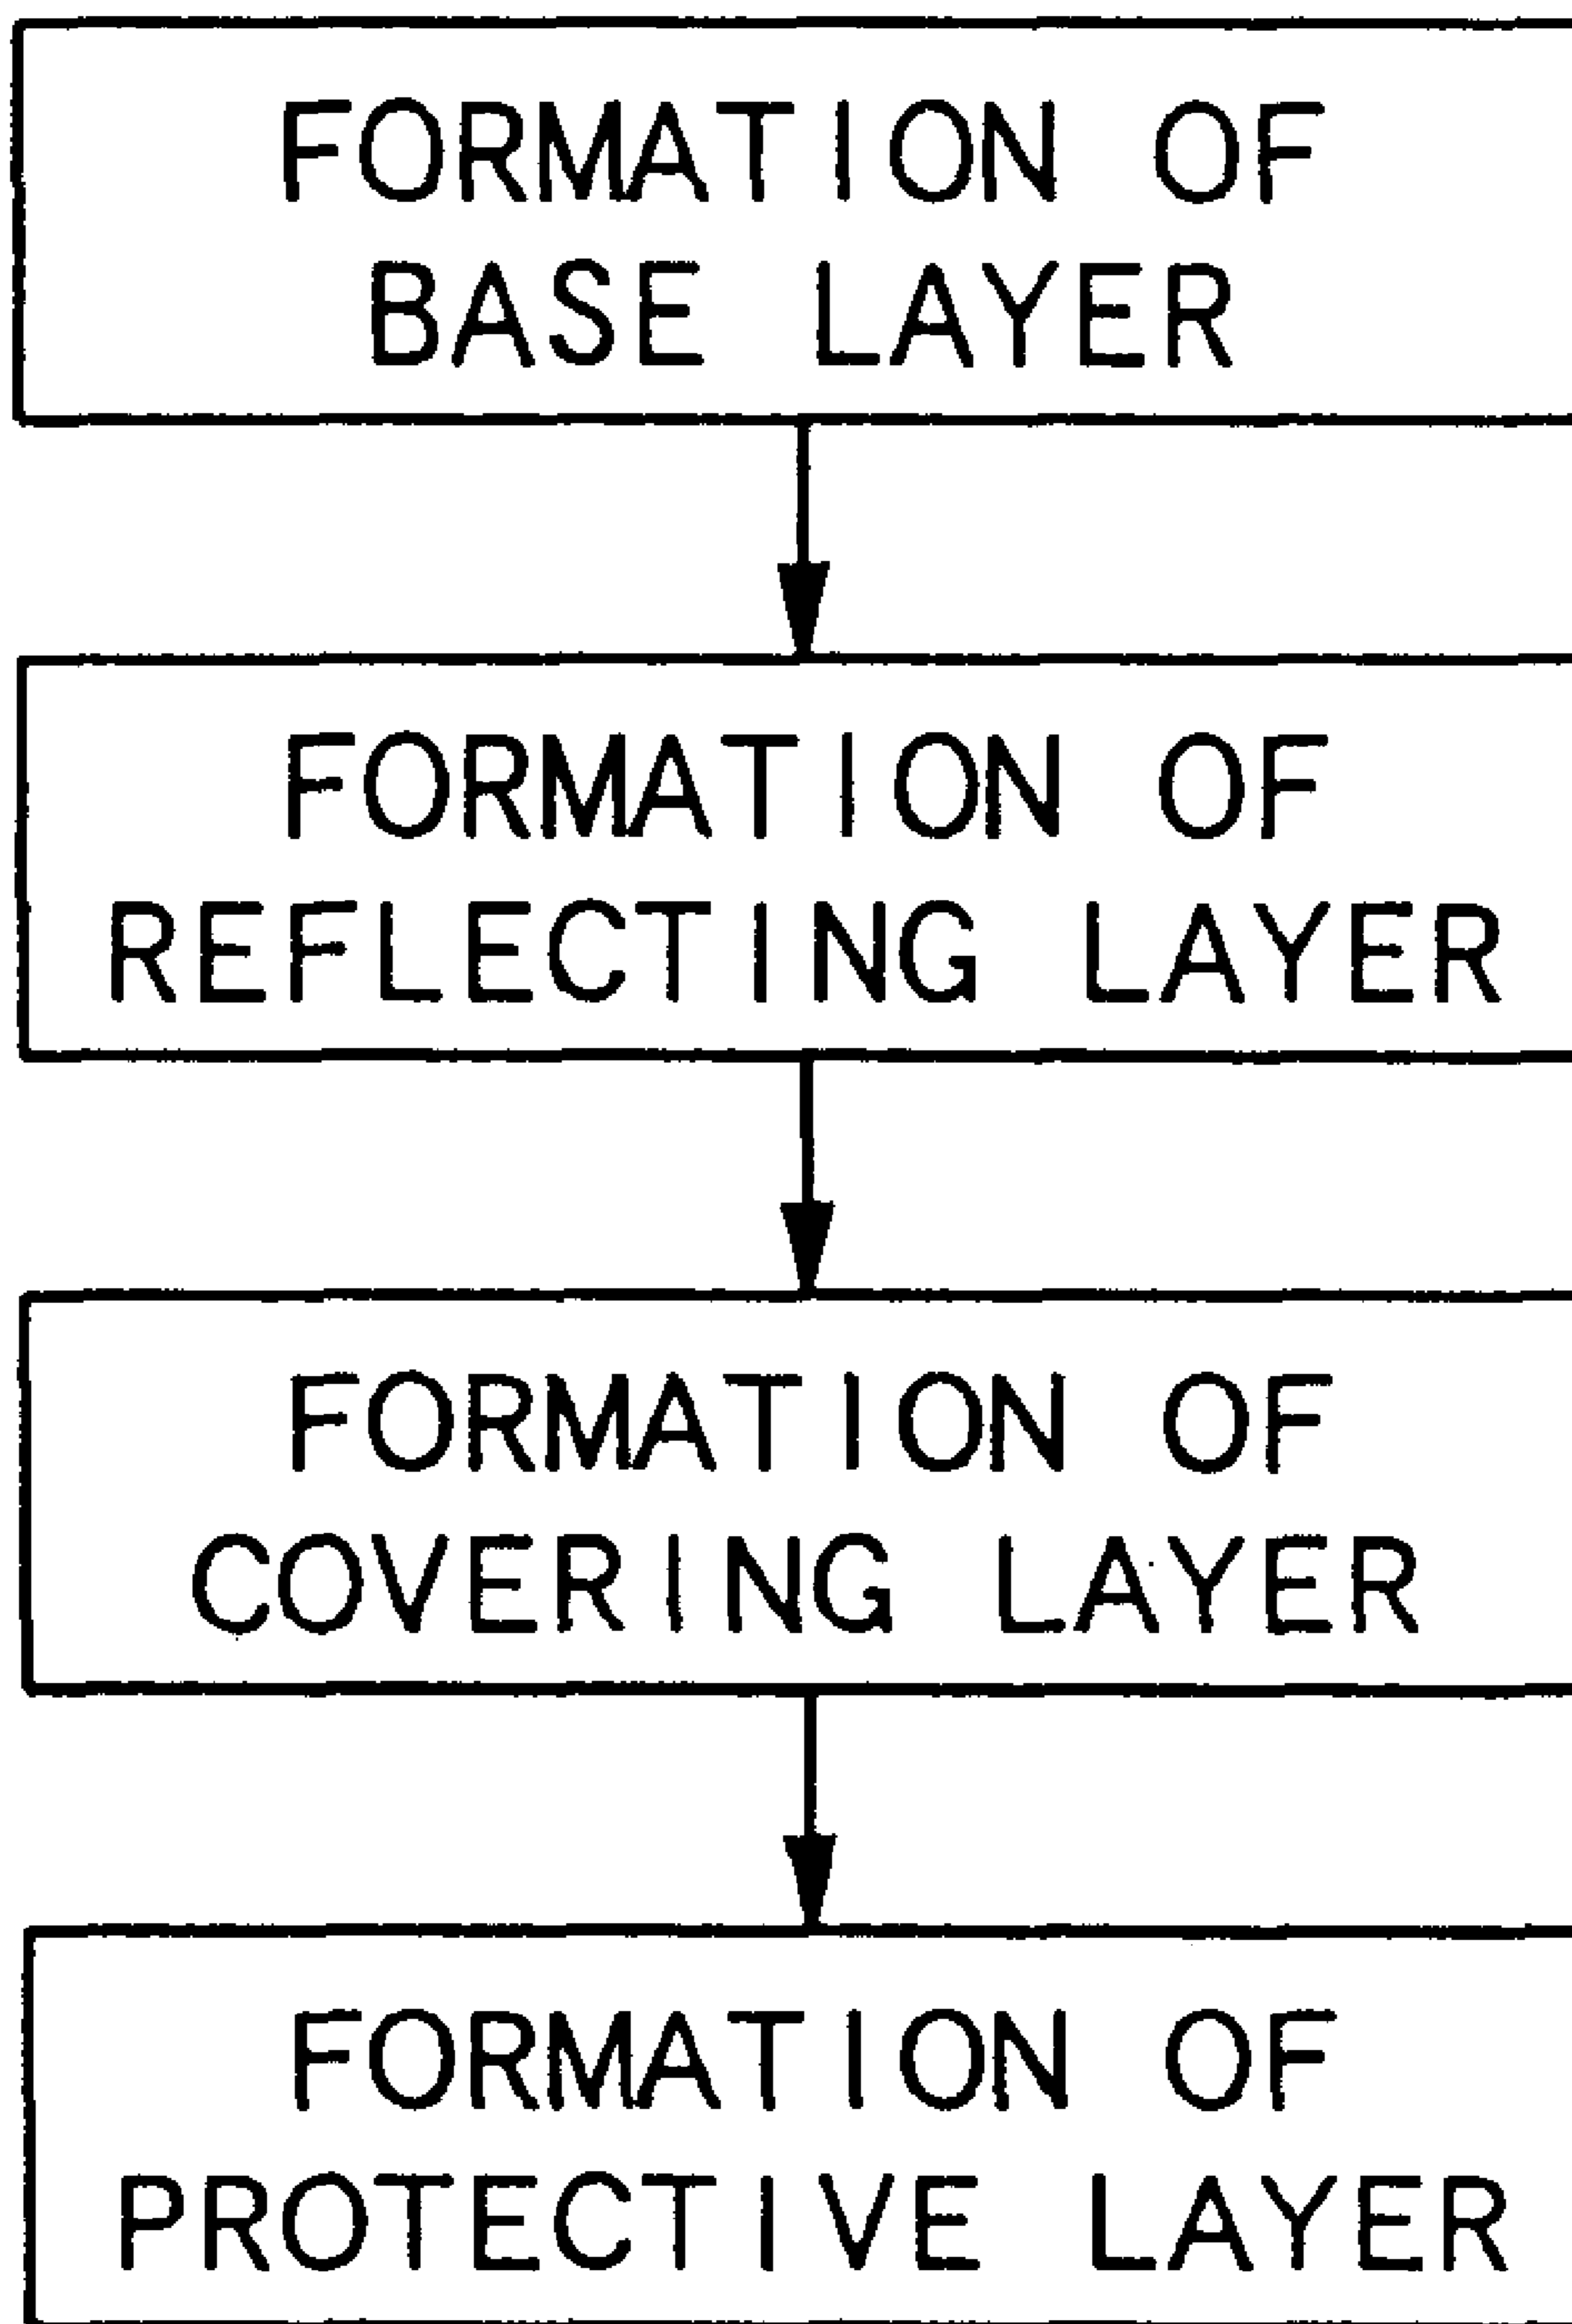 FORMATION OF
BASE LAYER
FORMATION OF
REFLECTING LAYER
FORMATION OF
COVERING LAYER
FORMATION OF
PROTECTIVE LAYER